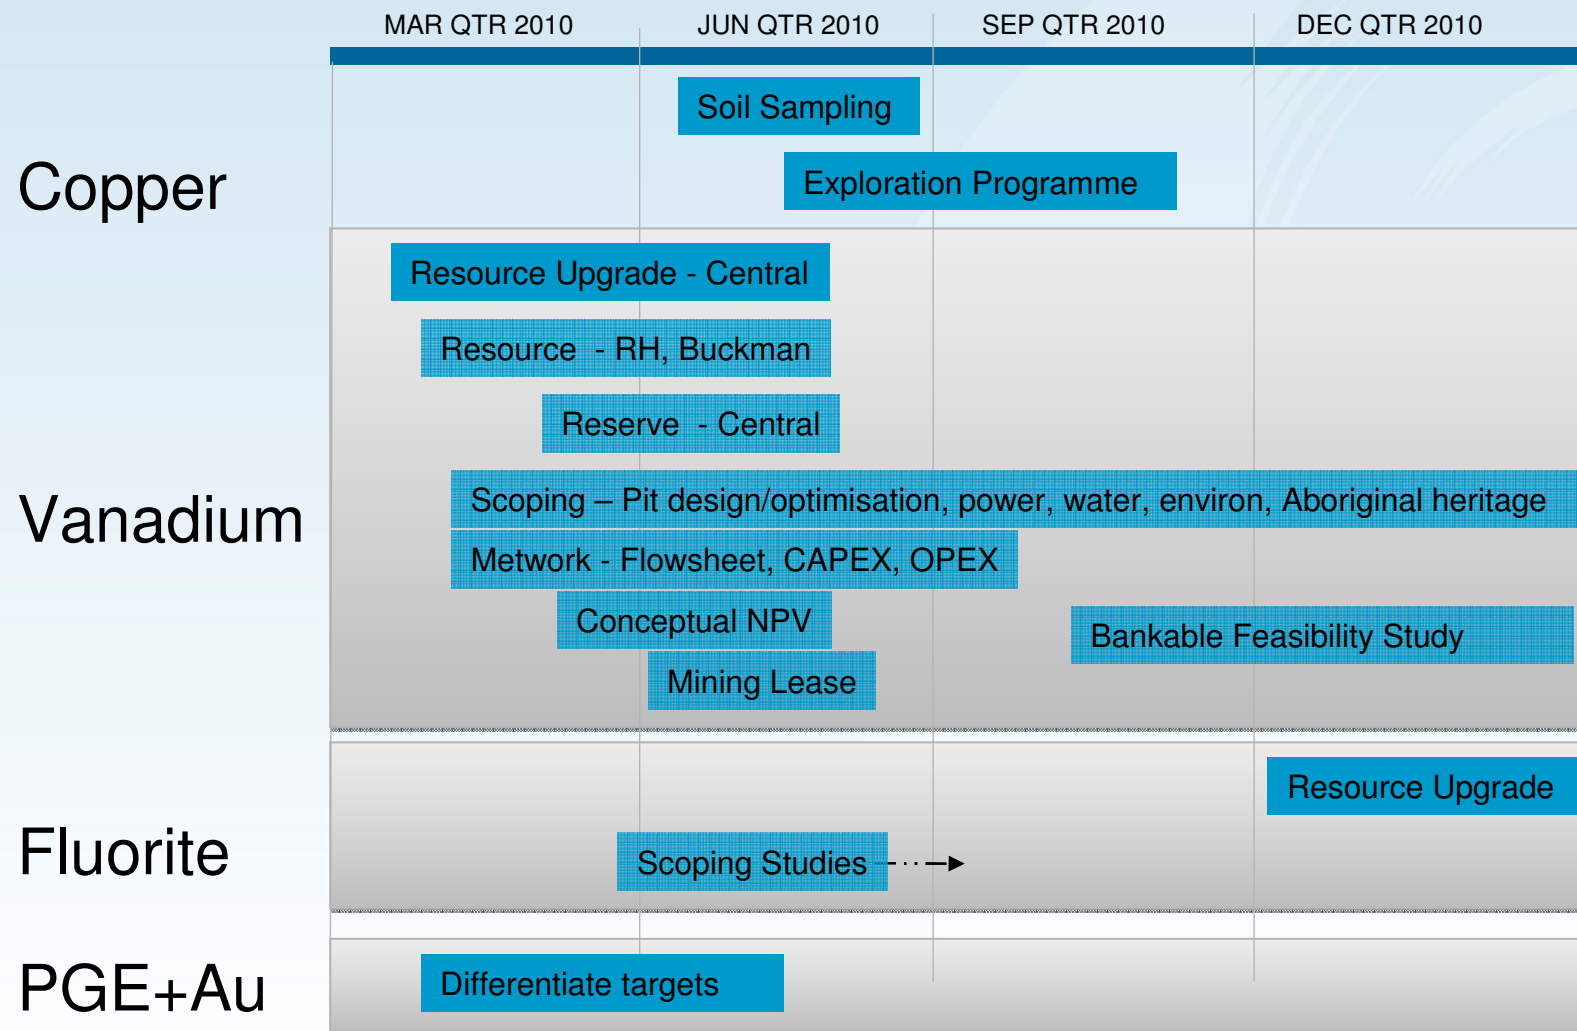 MAR QTR 2010
JUN QTR 2010
SEP QTR 2010
DEC QTR 2010
Copper
Soil Sampling
Exploration Programme
Vanadium
Resource Upgrade - Central
Resource - RH, Buckman
Reserve - Central
Scoping – Pit design/optimisation, power, water, environ, Aboriginal heritage
Metwork - Flowsheet, CAPEX, OPEX
Conceptual NPV
Bankable Feasibility Study
Mining Lease
Fluorite
Resource Upgrade
Scoping Studies
PGE+Au
Differentiate targets